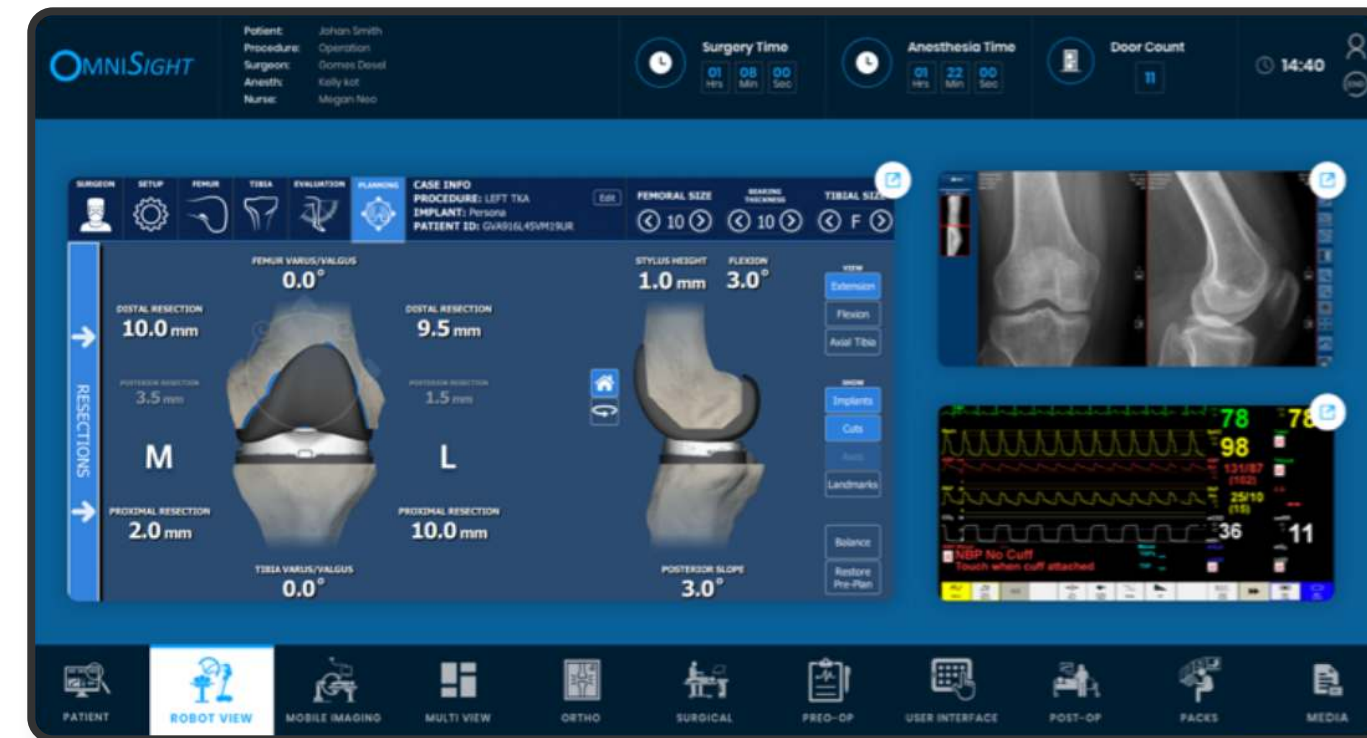 OMNISIGHT
Patient: Johan Smith
Procedure: Operation
Surgeon: Gomes Desol
Anesth: Kelly kot
Nurse: Megan Neo
Surgery Time
01 08 00
Hrs Min Sec
Anesthesia Time
01 22 00
Hrs Min Sec
Door Count
11
14:40
SURGEON
SETUP
FEMUR
TIBIA
EVALUATION
PLANNING
CASE INFO
PROCEDURE: LEFT TKA
IMPLANT: Persona
PATIENT ID:
Edit
FEMORAL SIZE
10
BEARING THICKNESS
10
TIBIAL SIZE
F
RESECTIONS
FEMUR VARUS/VALGUS
0.0°
DISTAL RESECTION
10.0 mm
DISTAL RESECTION
9.5 mm
POSTERIOR RESECTION
3.5 mm
POSTERIOR RESECTION
1.5 mm
M
L
PROXIMAL RESECTION
2.0 mm
PROXIMAL RESECTION
10.0 mm
TIBIA VARUS/VALGUS
0.0°
STYLUS HEIGHT
1.0 mm
FLEXION
3.0°
POSTERIOR SLOPE
3.0°
VIEW
Extension
Flexion
Axial Tibia
SHOW
Implants
Cuts
Axes
Landmarks
Balance
Restore
Pre-Plan
78
78
98
131/87
(102)
25/10
(15)
36
11
NBP No Cuff
Touch when cuff attached
PATIENT
ROBOT VIEW
MOBILE IMAGING
MULTI VIEW
ORTHO
SURGICAL
PREO-OP
USER INTERFACE
POST-OP
PACKS
MEDIA